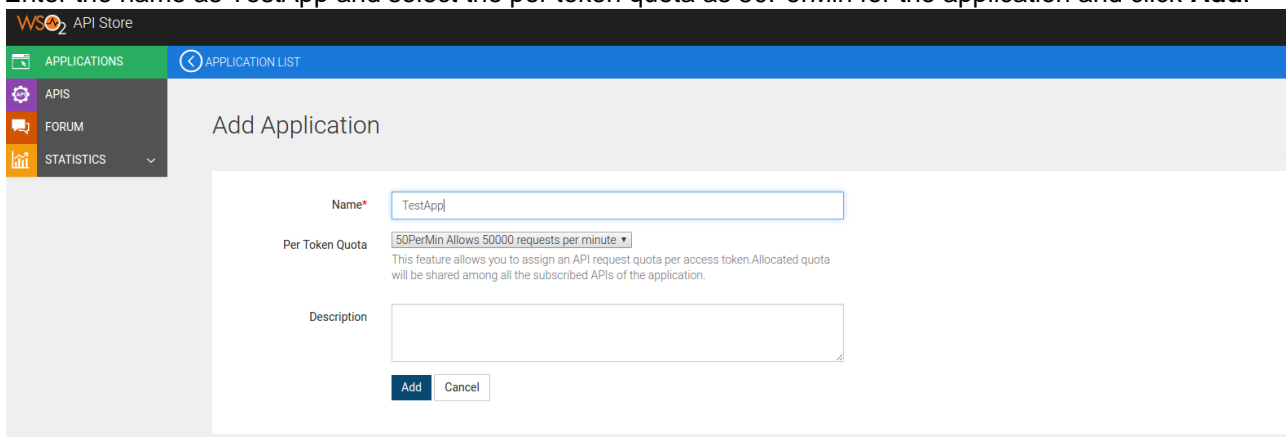 Enter the name as TestApp and select the per token quota as 50PerMin for the application and click Add.
WSO2 API Store
APPLICATIONS
APPLICATION LIST
APIS
FORUM
STATISTICS
Add Application
Name*
TestApp
Per Token Quota
50PerMin Allows 50000 requests per minute
This feature allows you to assign an API request quota per access token.Allocated quota
will be shared among all the subscribed APIs of the application.
Description
Add
Cancel